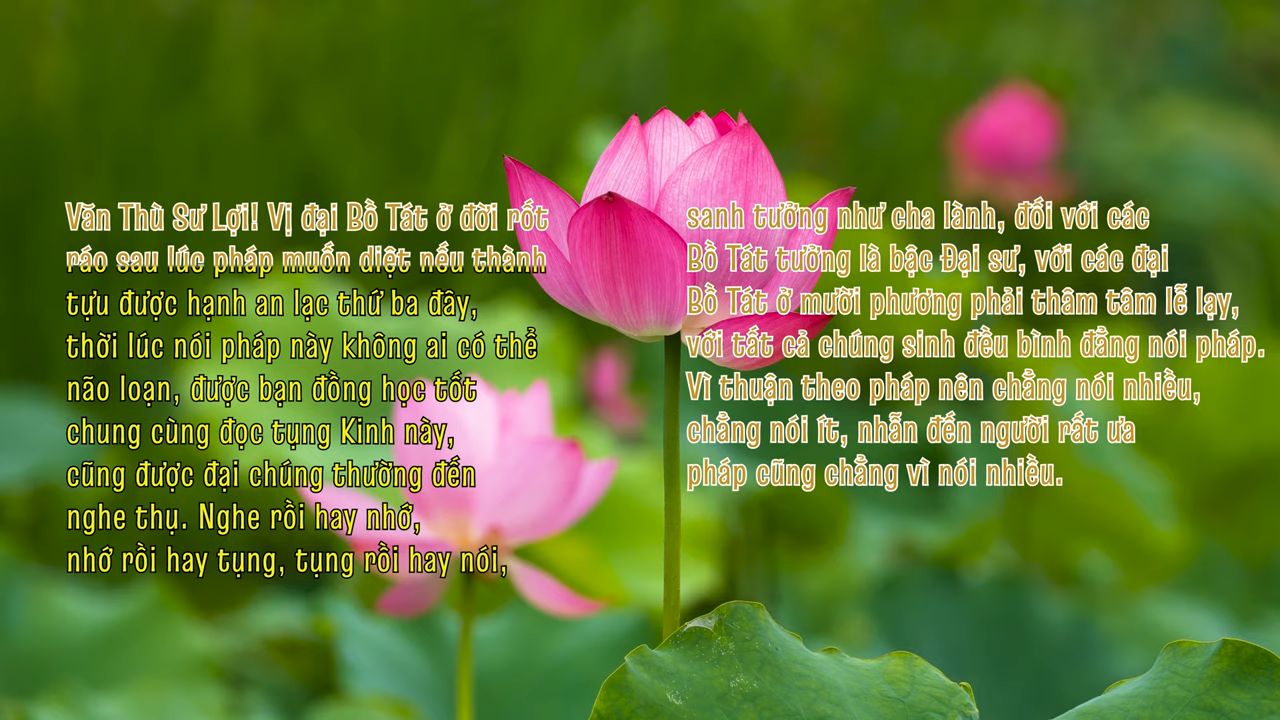 Văn Thù Sư Lợi! Vị đại Bồ Tát ở đời rốt
ráo sau lúc pháp muốn diệt nếu thành
tựu được hạnh an lạc thứ ba đây,
thời lúc nói pháp này không ai có thể
não loạn, được bạn đồng học tốt
chung cùng đọc tụng Kinh này,
cũng được đại chúng thường đến
nghe thụ. Nghe rồi hay nhớ,
nhớ rồi hay tụng, tụng rồi hay nói,
sanh tưởng như cha lành, đối với các
Bồ Tát tưởng là bậc Đại sư, với các đại
Bồ Tát ở mười phương phải thâm tâm lễ lạy,
với tất cả chúng sinh đều bình đẳng nói pháp.
Vì thuận theo pháp nên chẳng nói nhiều,
chẳng nói ít, nhẫn đến người rất ưa
pháp cũng chẳng vì nói nhiều.